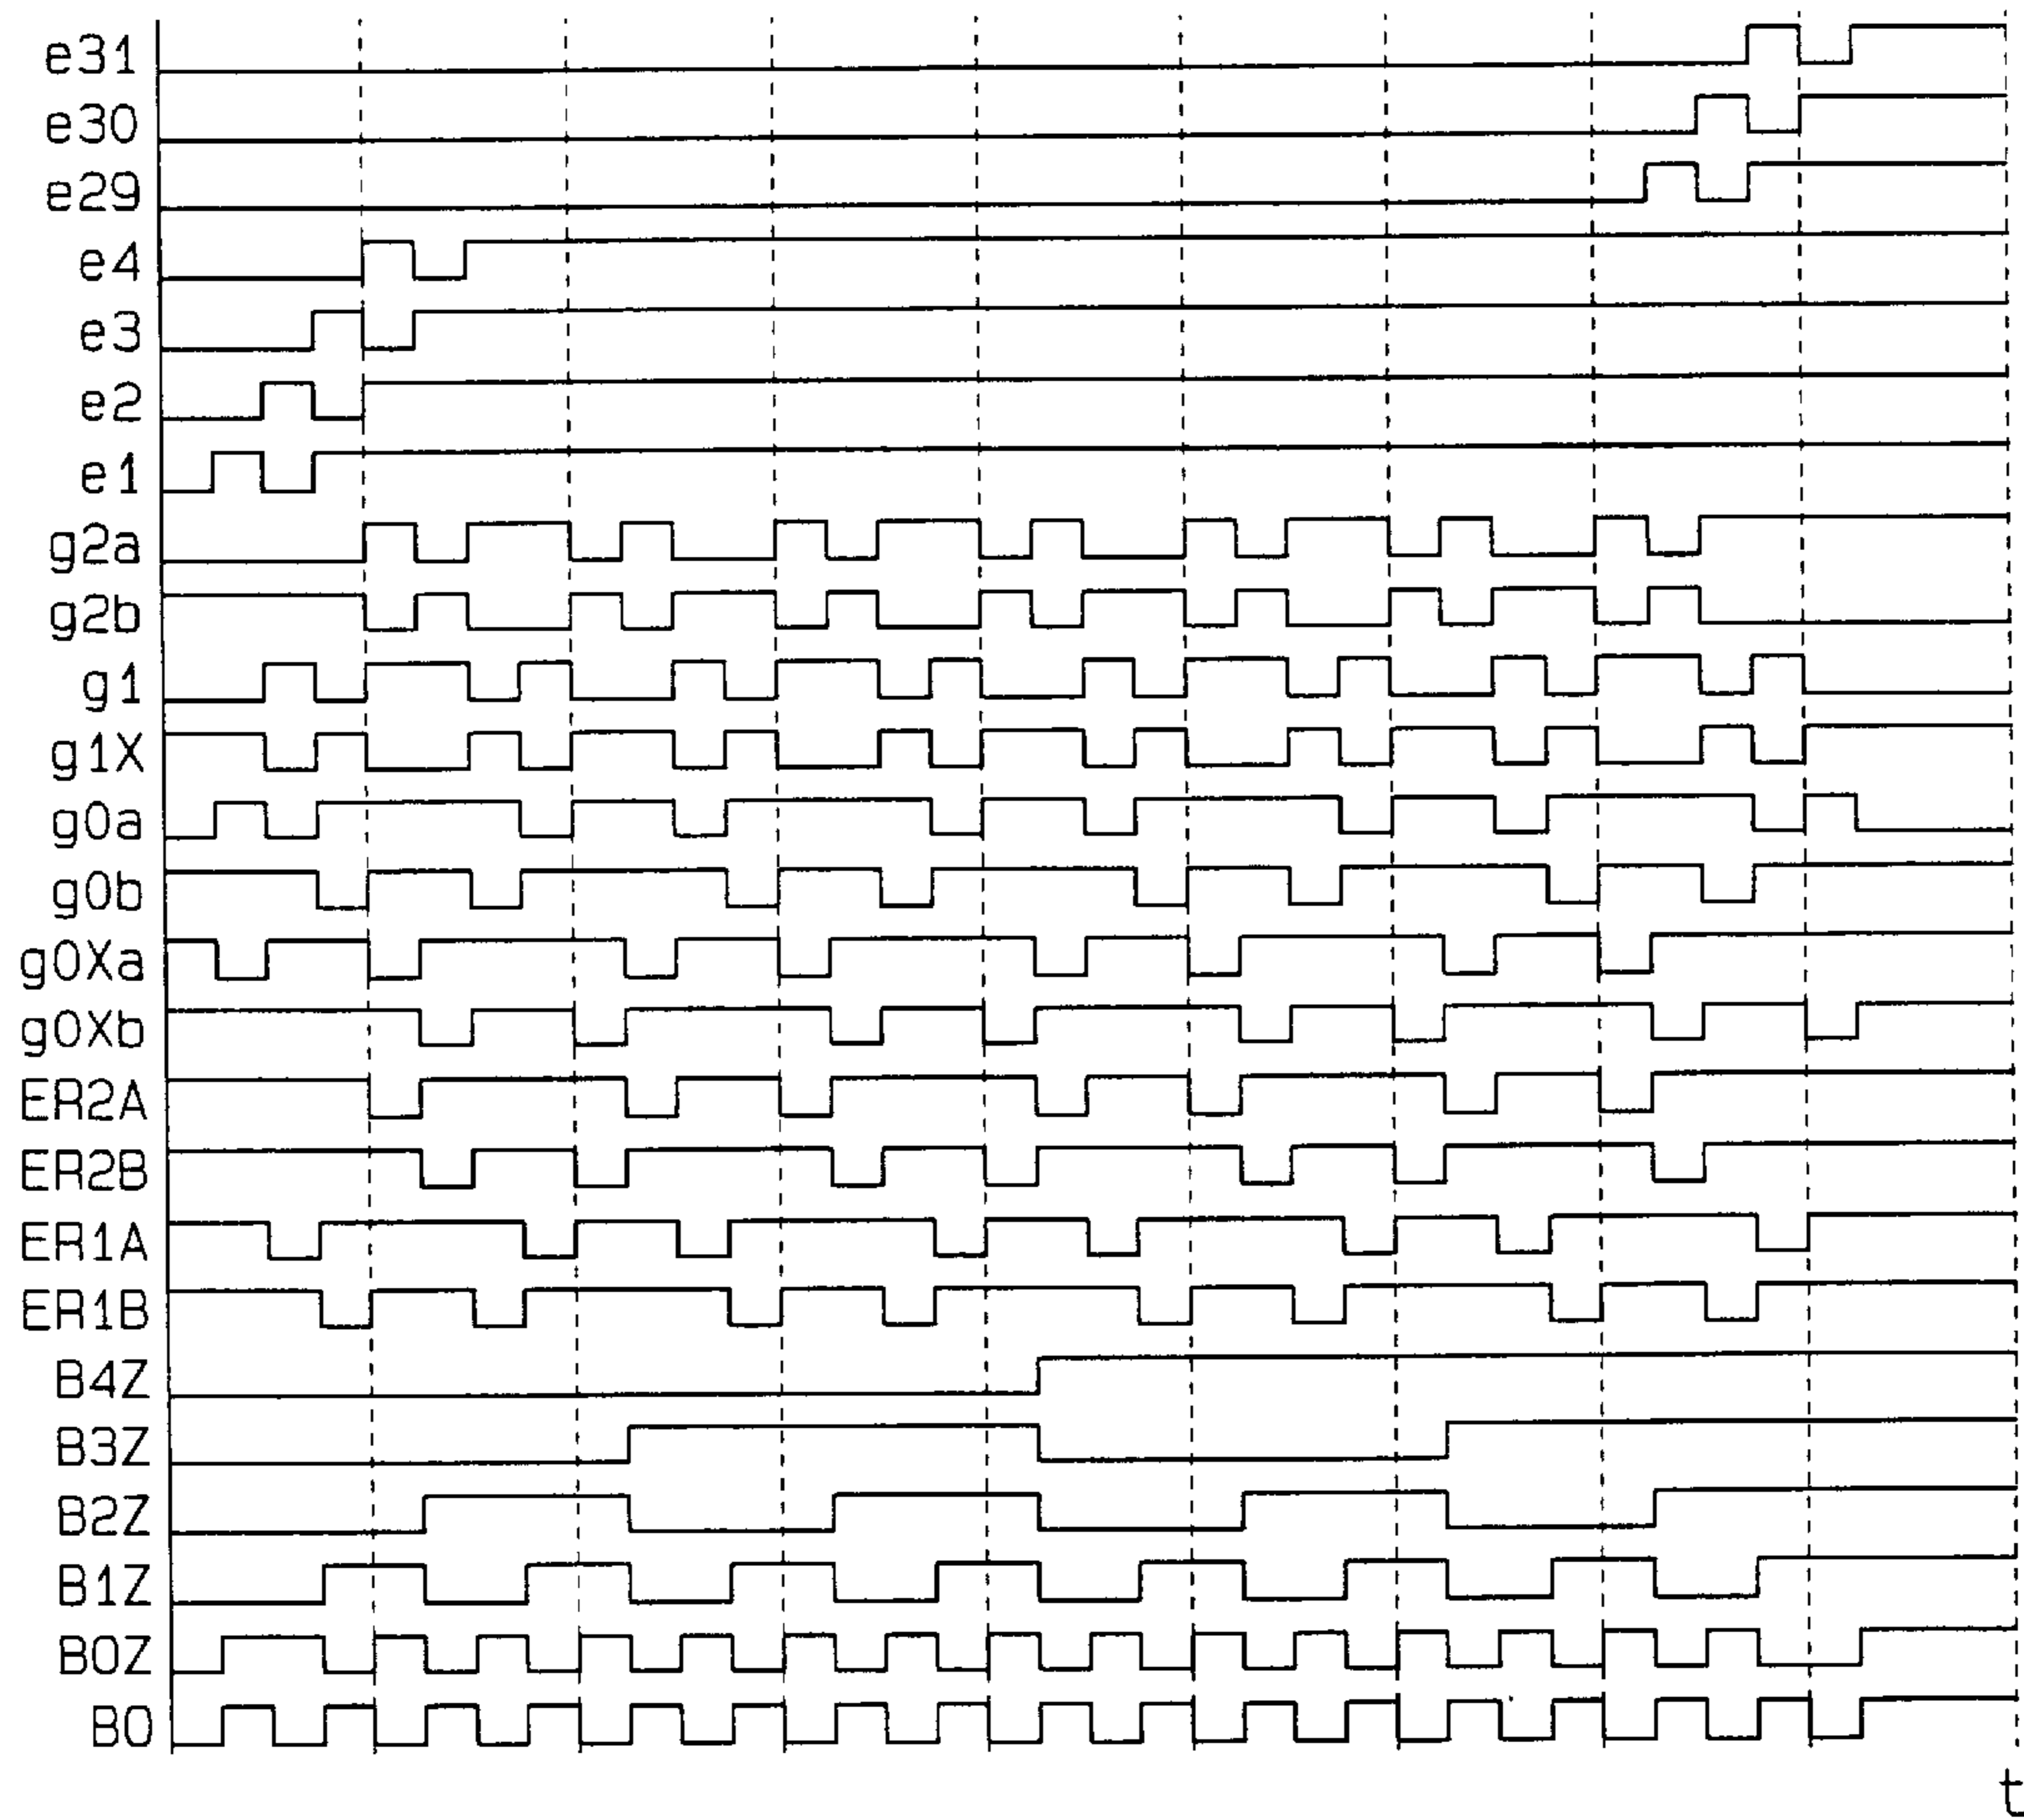 e31
e30
e29
e4
e3
e2
e1
g2a
g2b
g1
g1X
g0a
g0b
g0Xa
g0Xb
ER2A
ER2B
ER1A
ER1B
B4Z
B3Z
B2Z
B1Z
B0Z
B0
t